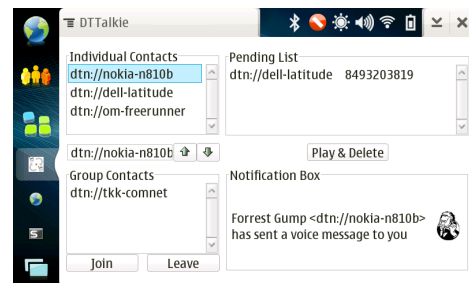 DTTalkie
Individual Contacts
dtn://nokia-n810b
dtn://dell-latitude
dtn://om-freerunner
dtn://nokia-n810b
Group Contacts
dtn://tkk-comnet
Join Leave
Pending List
dtn://dell-latitude 8493203819
Play & Delete
Notification Box
Forrest Gump <dtn://nokia-n810b>
has sent a voice message to you